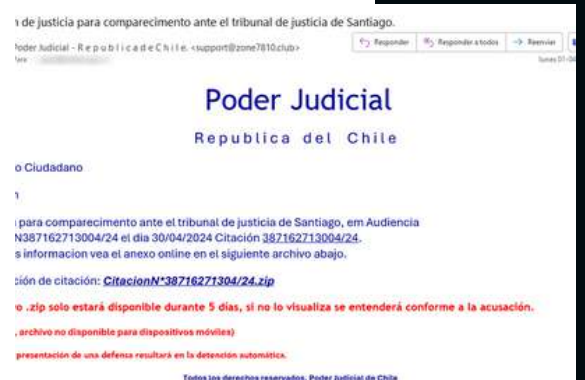 n de justicia para comparecimento ante el tribunal de justicia de Santiago.
Poder Judicial - R e p u b l i c a d e C h i l e. <support@zone7810.club>
Para
Responder
Responder a todos
Reenviar
lunes 01-04
Poder Judicial
Republica del Chile
o Ciudadano
n
para comparecimento ante el tribunal de justicia de Santiago, em Audiencia
N387162713004/24 el dia 30/04/2024 Citación 387162713004/24.
s informacion vea el anexo online en el siguiente archivo abajo.
ción de citación: CitacionN*38716271304/24.zip
vo .zip solo estará disponible durante 5 días, si no lo visualiza se entenderá conforme a la acusación.
, archivo no disponible para dispositivos móviles)
presentación de una defensa resultará en la detención automática.
Todos los derechos reservados. Poder Judicial de Chile